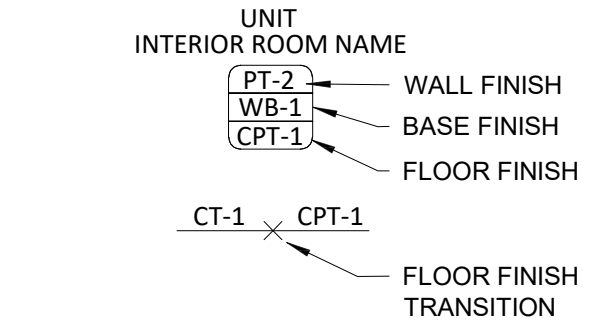 UNIT
INTERIOR ROOM NAME
PT-2
WALL FINISH
WB-1
BASE FINISH
CPT-1
FLOOR FINISH
CT-1 CPT-1
FLOOR FINISH
TRANSITION